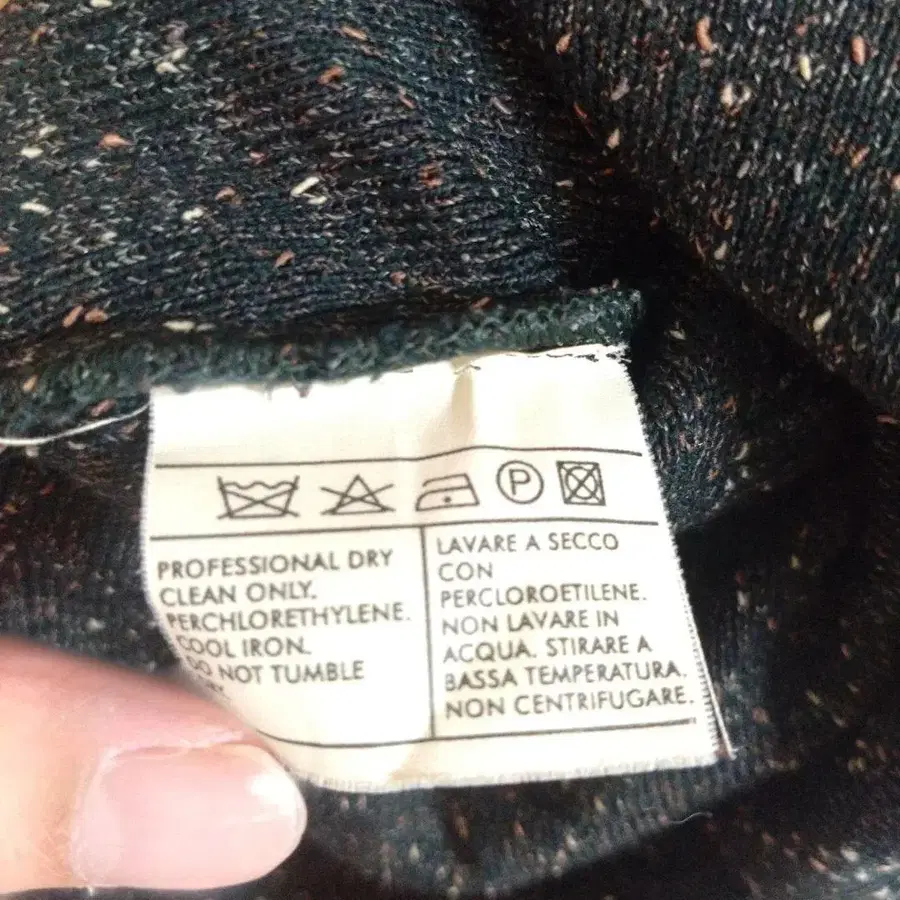 P
PROFESSIONAL DRY
CLEAN ONLY.
PERCHLORETHYLENE.
COOL IRON.
DO NOT TUMBLE
LAVARE A SECCO
CON
PERCLOROETILENE.
NON LAVARE IN
ACQUA. STIRARE A
BASSA TEMPERATURA.
NON CENTRIFUGARE.